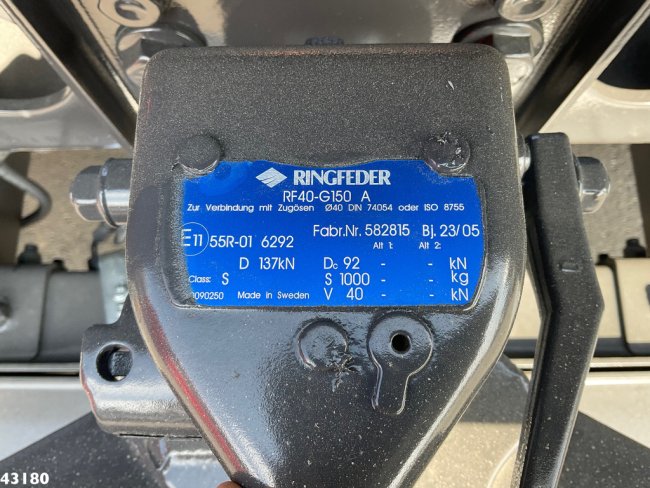 RINGFEDER
RF40-G150 A
Zur Verbindung mit Zugösen Ø40 DIN 74054 oder ISO 8755
E11 55R-01 6292 Fabr.Nr. 582815 Bj. 23/05
Alt 1: Alt 2:
D 137kN Dc 92 - - kN
Class: S S 1000 - - kg
0090250 Made in Sweden V 40 - - kN
43180